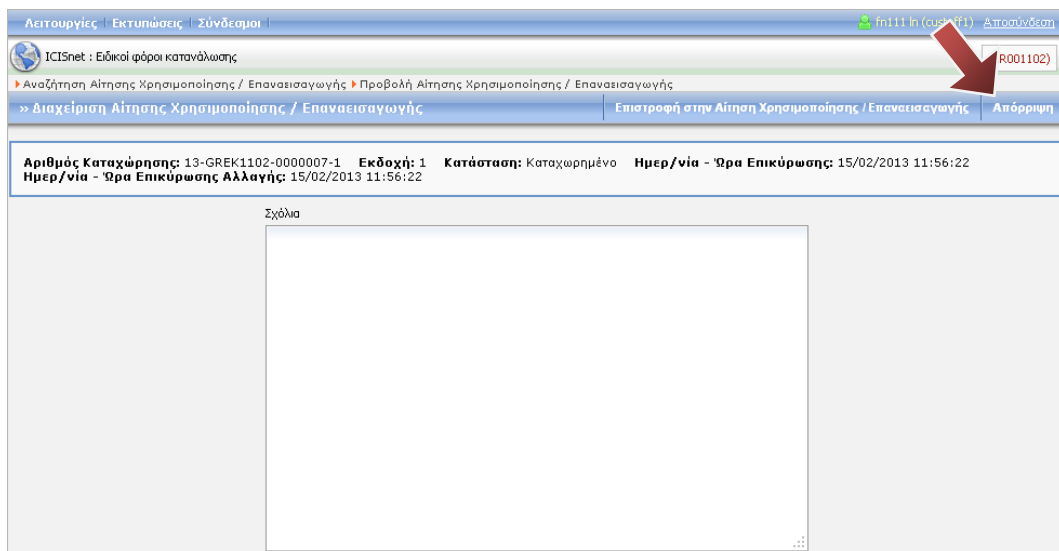 Λειτουργίες | Εκτυπώσεις | Σύνδεσμοι |
fn111 ln (custoff1) Αποσύνδεση
ICISnet : Ειδικοί φόροι κατανάλωσης
R001102)
Αναζήτηση Αίτησης Χρησιμοποίησης / Επαναεισαγωγής Προβολή Αίτησης Χρησιμοποίησης / Επαναεισαγωγής
» Διαχείριση Αίτησης Χρησιμοποίησης / Επαναεισαγωγής
Επιστροφή στην Αίτηση Χρησιμοποίησης / Επαναεισαγωγής | Απόρριψη
Αριθμός Καταχώρησης: 13-GREK1102-0000007-1 Εκδοχή: 1 Κατάσταση: Καταχωρημένο Ημερ/νία - Ώρα Επικύρωσης: 15/02/2013 11:56:22
Ημερ/νία - Ώρα Επικύρωσης Αλλαγής: 15/02/2013 11:56:22
Σχόλια